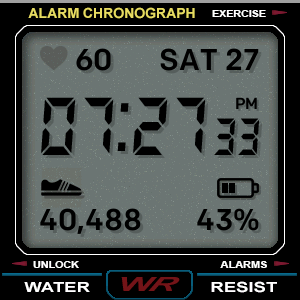 ALARM CHRONOGRAPH EXERCISE
60 SAT 27
07:27 33 PM
40,488 43%
UNLOCK ALARMS
WATER WR RESIST